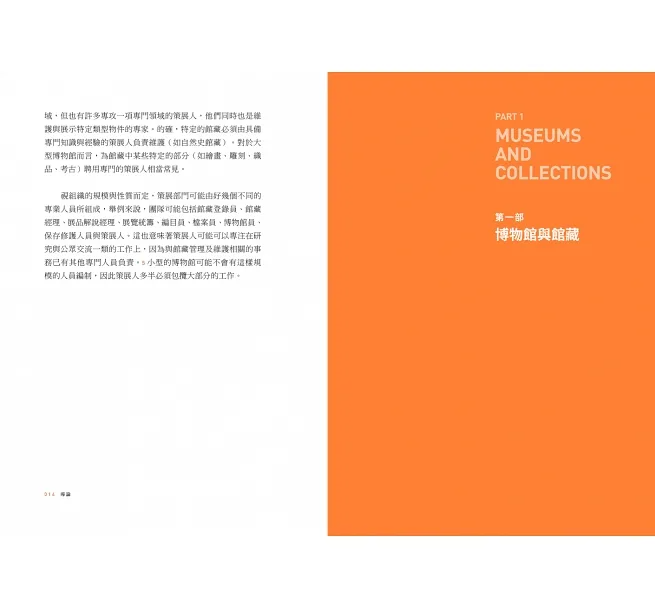 域、但也有許多專攻一項專門領域的策展人，他們同時也是維
護與展示特定類型物件的專家。的確，特定的館藏必須由具備
專門知識與經驗的策展人負責維護（如自然史館藏），對於大
型博物館而言，為館藏中某些特定的部分（如繪畫、雕刻、織
品、考古）聘用專門的策展人相當常見。
視組織的規模與性質而定，策展部門可能由好幾個不同的
專業人員所組成，舉例來說，團隊可能包括館藏登錄員、館藏
經理、展品解說經理、展覽統籌、編目員、檔案員、博物館員、
保存修護人員與策展人。這也意味著策展人可能可以專注在研
究與公眾交流一類的工作上，因為與館藏管理及維護相關的事
務已有其他專門人員負責。5 小型的博物館可能不會有這樣規
模的人員編制，因此策展人多半必須包攬大部分的工作。
014 導論
PART 1
MUSEUMS
AND
COLLECTIONS
第一部
博物館與館藏